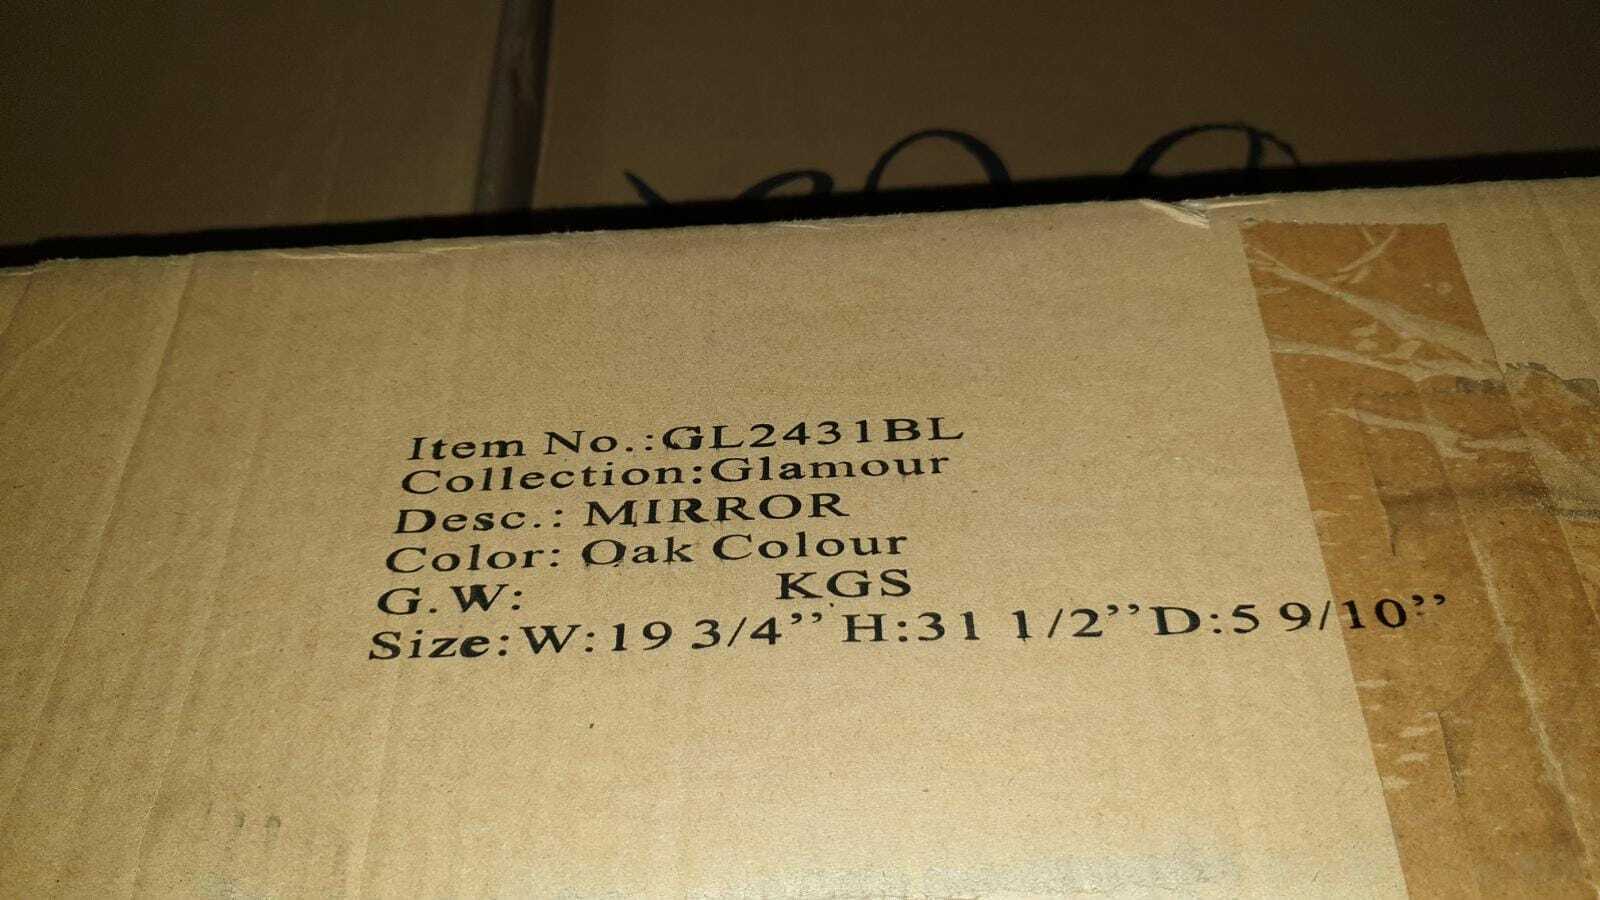 Item No.:GL2431BL
Collection:Glamour
Desc.: MIRROR
Color: Oak Colour
G.W: KGS
Size:W:19 3/4’’ H:31 1/2’’ D:5 9/10’’